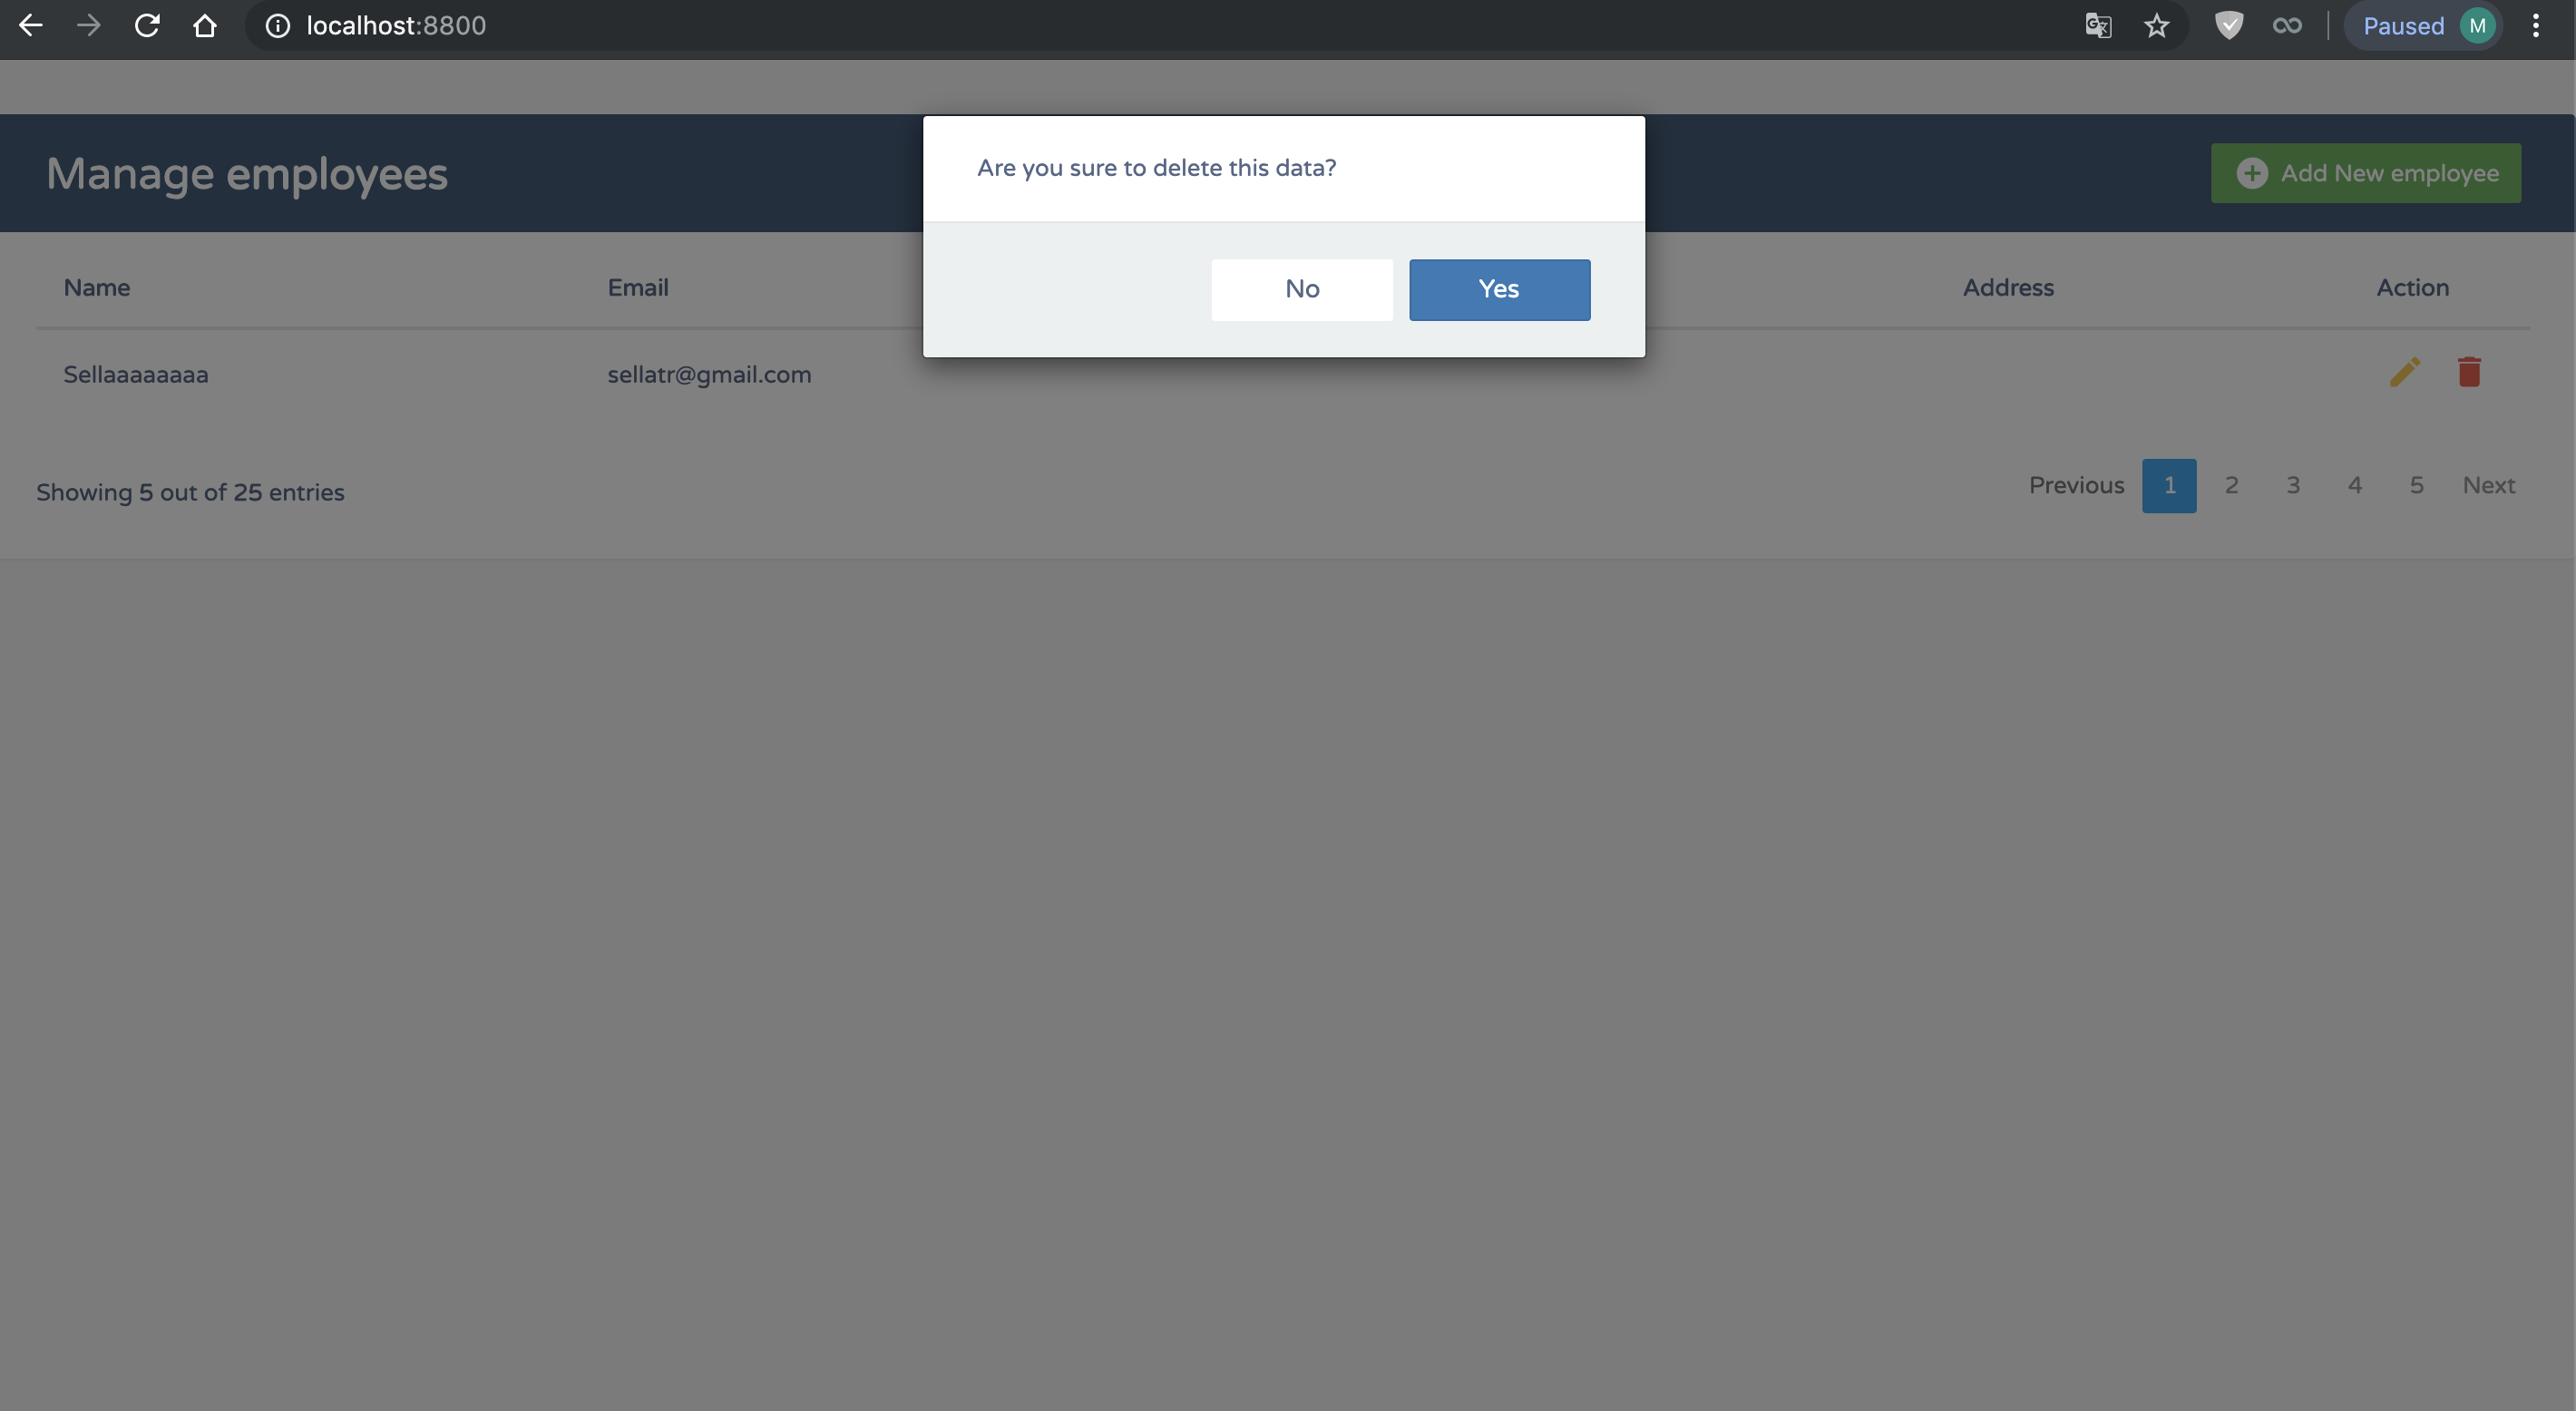 localhost:8800
Paused M
Are you sure to delete this data?
Manage employees
Add New employee
No Yes
Name Email Address Action
Sellaaaaaaaa sellatr@gmail.com
Showing 5 out of 25 entries
Previous 1 2 3 4 5 Next